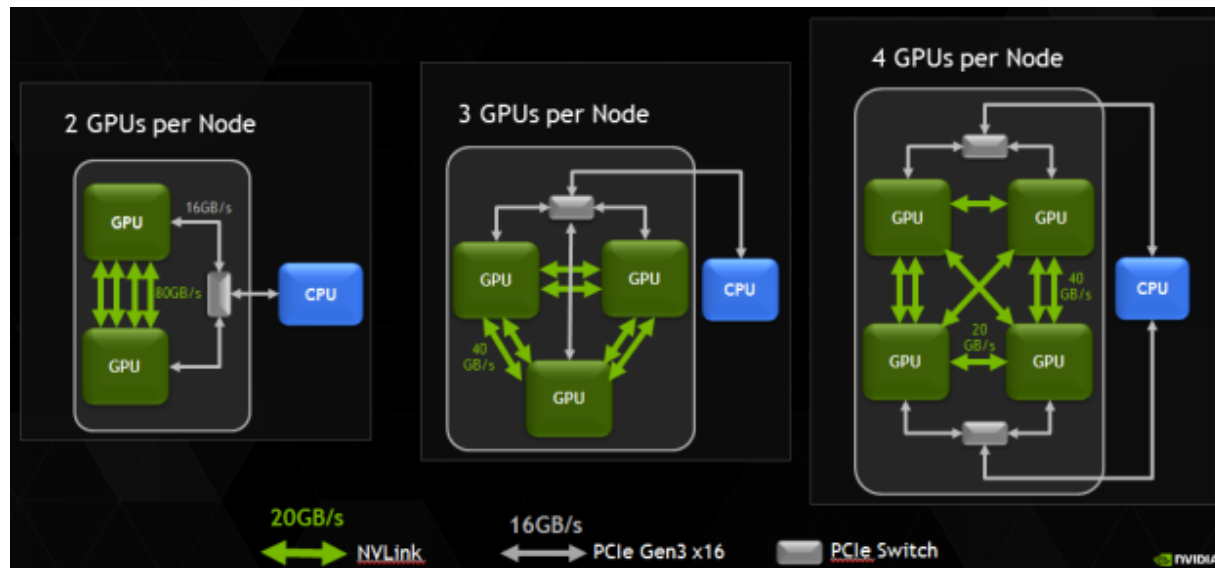 2 GPUs per Node
GPU
16GB/s
80GB/s
CPU
GPU
3 GPUs per Node
GPU
GPU
CPU
40
GB/s
GPU
4 GPUs per Node
GPU
GPU
40
GB/s
CPU
20
GB/s
GPU
GPU
20GB/s
NVLink
16GB/s
PCIe Gen3 x16
PCIe Switch
NVIDIA